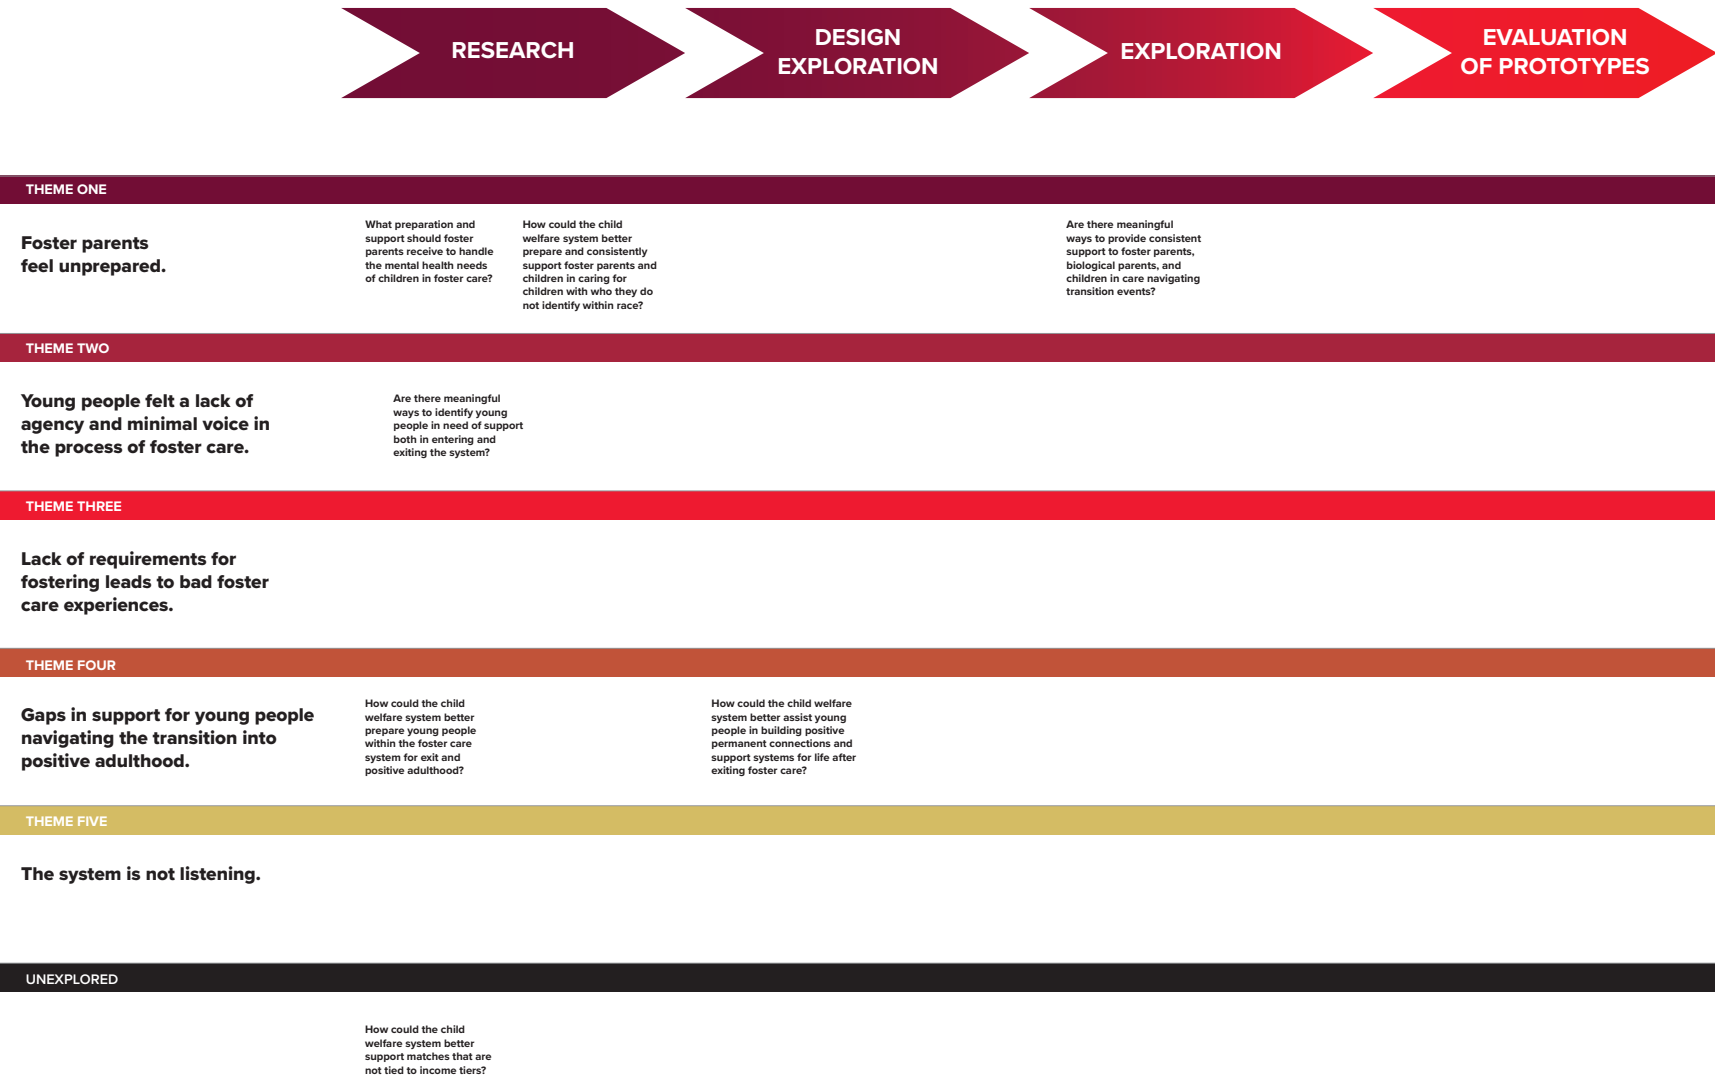 RESEARCH
DESIGN
EXPLORATION
EXPLORATION
EVALUATION
OF PROTOTYPES
THEME ONE
Foster parents
feel unprepared.
What preparation and
support should foster
parents receive to handle
the mental health needs
of children in foster care?
How could the child
welfare system better
prepare and consistently
support foster parents and
children in caring for
children with who they do
not identify within race?
Are there meaningful
ways to provide consistent
support to foster parents,
biological parents, and
children in care navigating
transition events?
THEME TWO
Young people felt a lack of
agency and minimal voice in
the process of foster care.
Are there meaningful
ways to identify young
people in need of support
both in entering and
exiting the system?
THEME THREE
Lack of requirements for
fostering leads to bad foster
care experiences.
THEME FOUR
Gaps in support for young people
navigating the transition into
positive adulthood.
How could the child
welfare system better
prepare young people
within the foster care
system for exit and
positive adulthood?
How could the child welfare
system better assist young
people in building positive
permanent connections and
support systems for life after
exiting foster care?
THEME FIVE
The system is not listening.
UNEXPLORED
How could the child
welfare system better
support matches that are
not tied to income tiers?